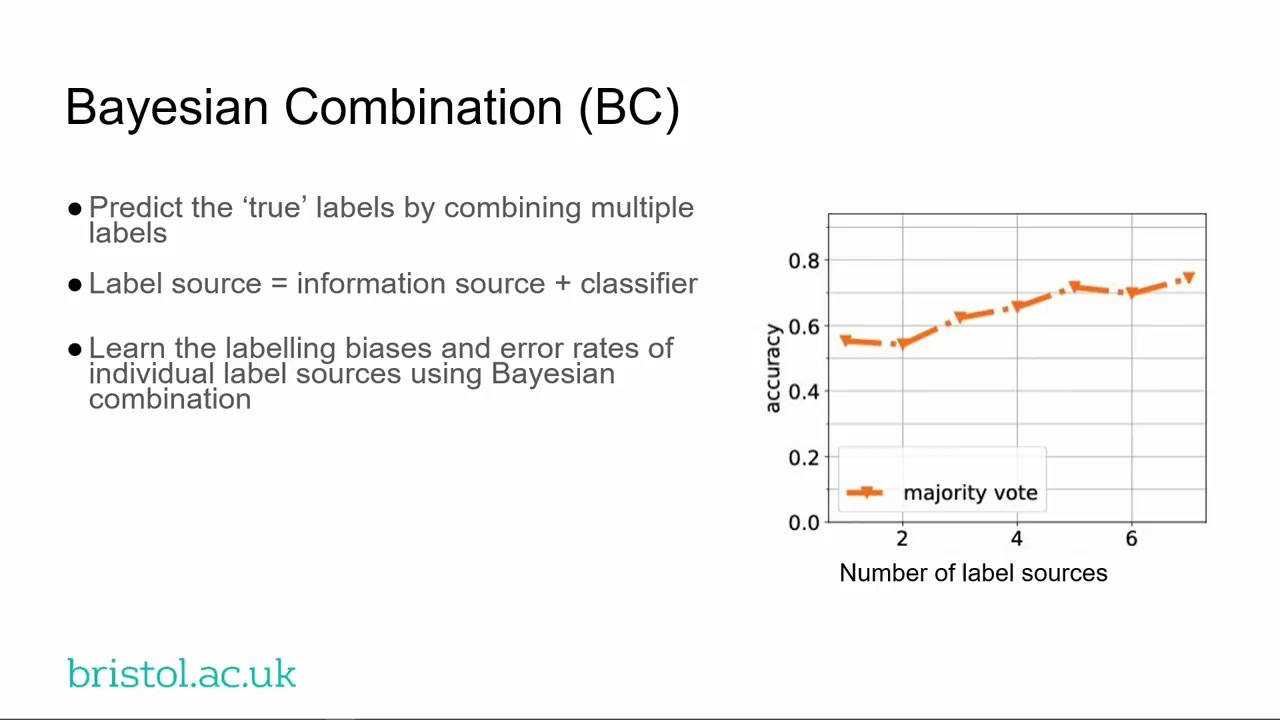 Bayesian Combination (BC)
●Predict the ‘true’ labels by combining multiple
labels
●Label source = information source + classifier
●Learn the labelling biases and error rates of
individual label sources using Bayesian
combination
accuracy
0.8
0.6
0.4
0.2
0.0
majority vote
2 4 6
Number of label sources
bristol.ac.uk